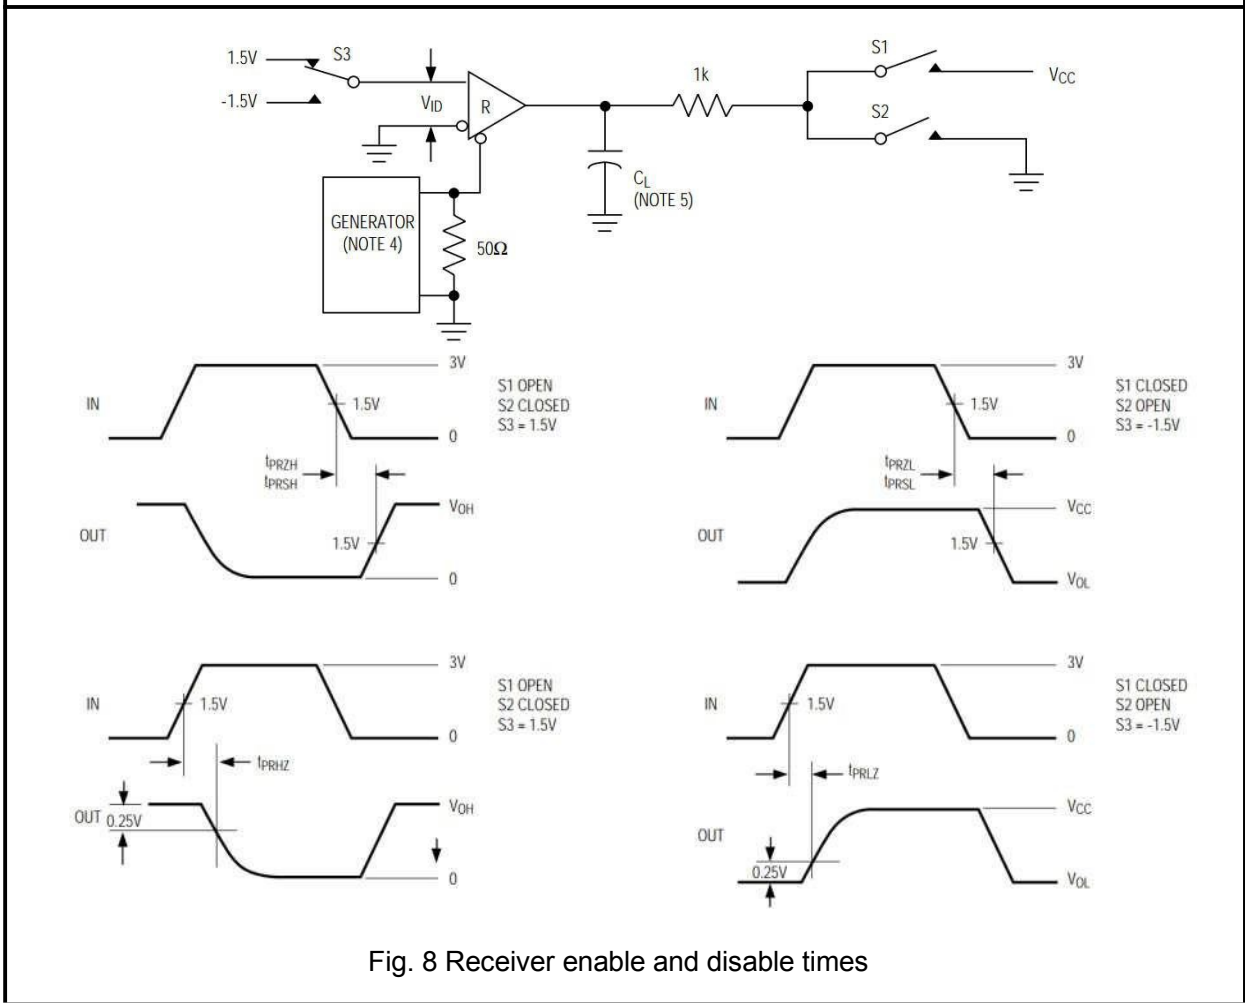 1.5V
S3
-1.5V
VID
R
1k
S1
VCC
S2
CL
(NOTE 5)
GENERATOR
(NOTE 4)
50Ω
IN
3V
1.5V
0
S1 OPEN
S2 CLOSED
S3 = 1.5V
tPRZH
tPRSH
OUT
VOH
1.5V
0
IN
3V
1.5V
0
S1 CLOSED
S2 OPEN
S3 = -1.5V
tPRZL
tPRSL
OUT
VCC
1.5V
VOL
IN
3V
1.5V
0
S1 OPEN
S2 CLOSED
S3 = 1.5V
tPRHZ
OUT
0.25V
VOH
0
IN
3V
1.5V
0
S1 CLOSED
S2 OPEN
S3 = -1.5V
tPRLZ
OUT
VCC
0.25V
VOL
Fig. 8 Receiver enable and disable times